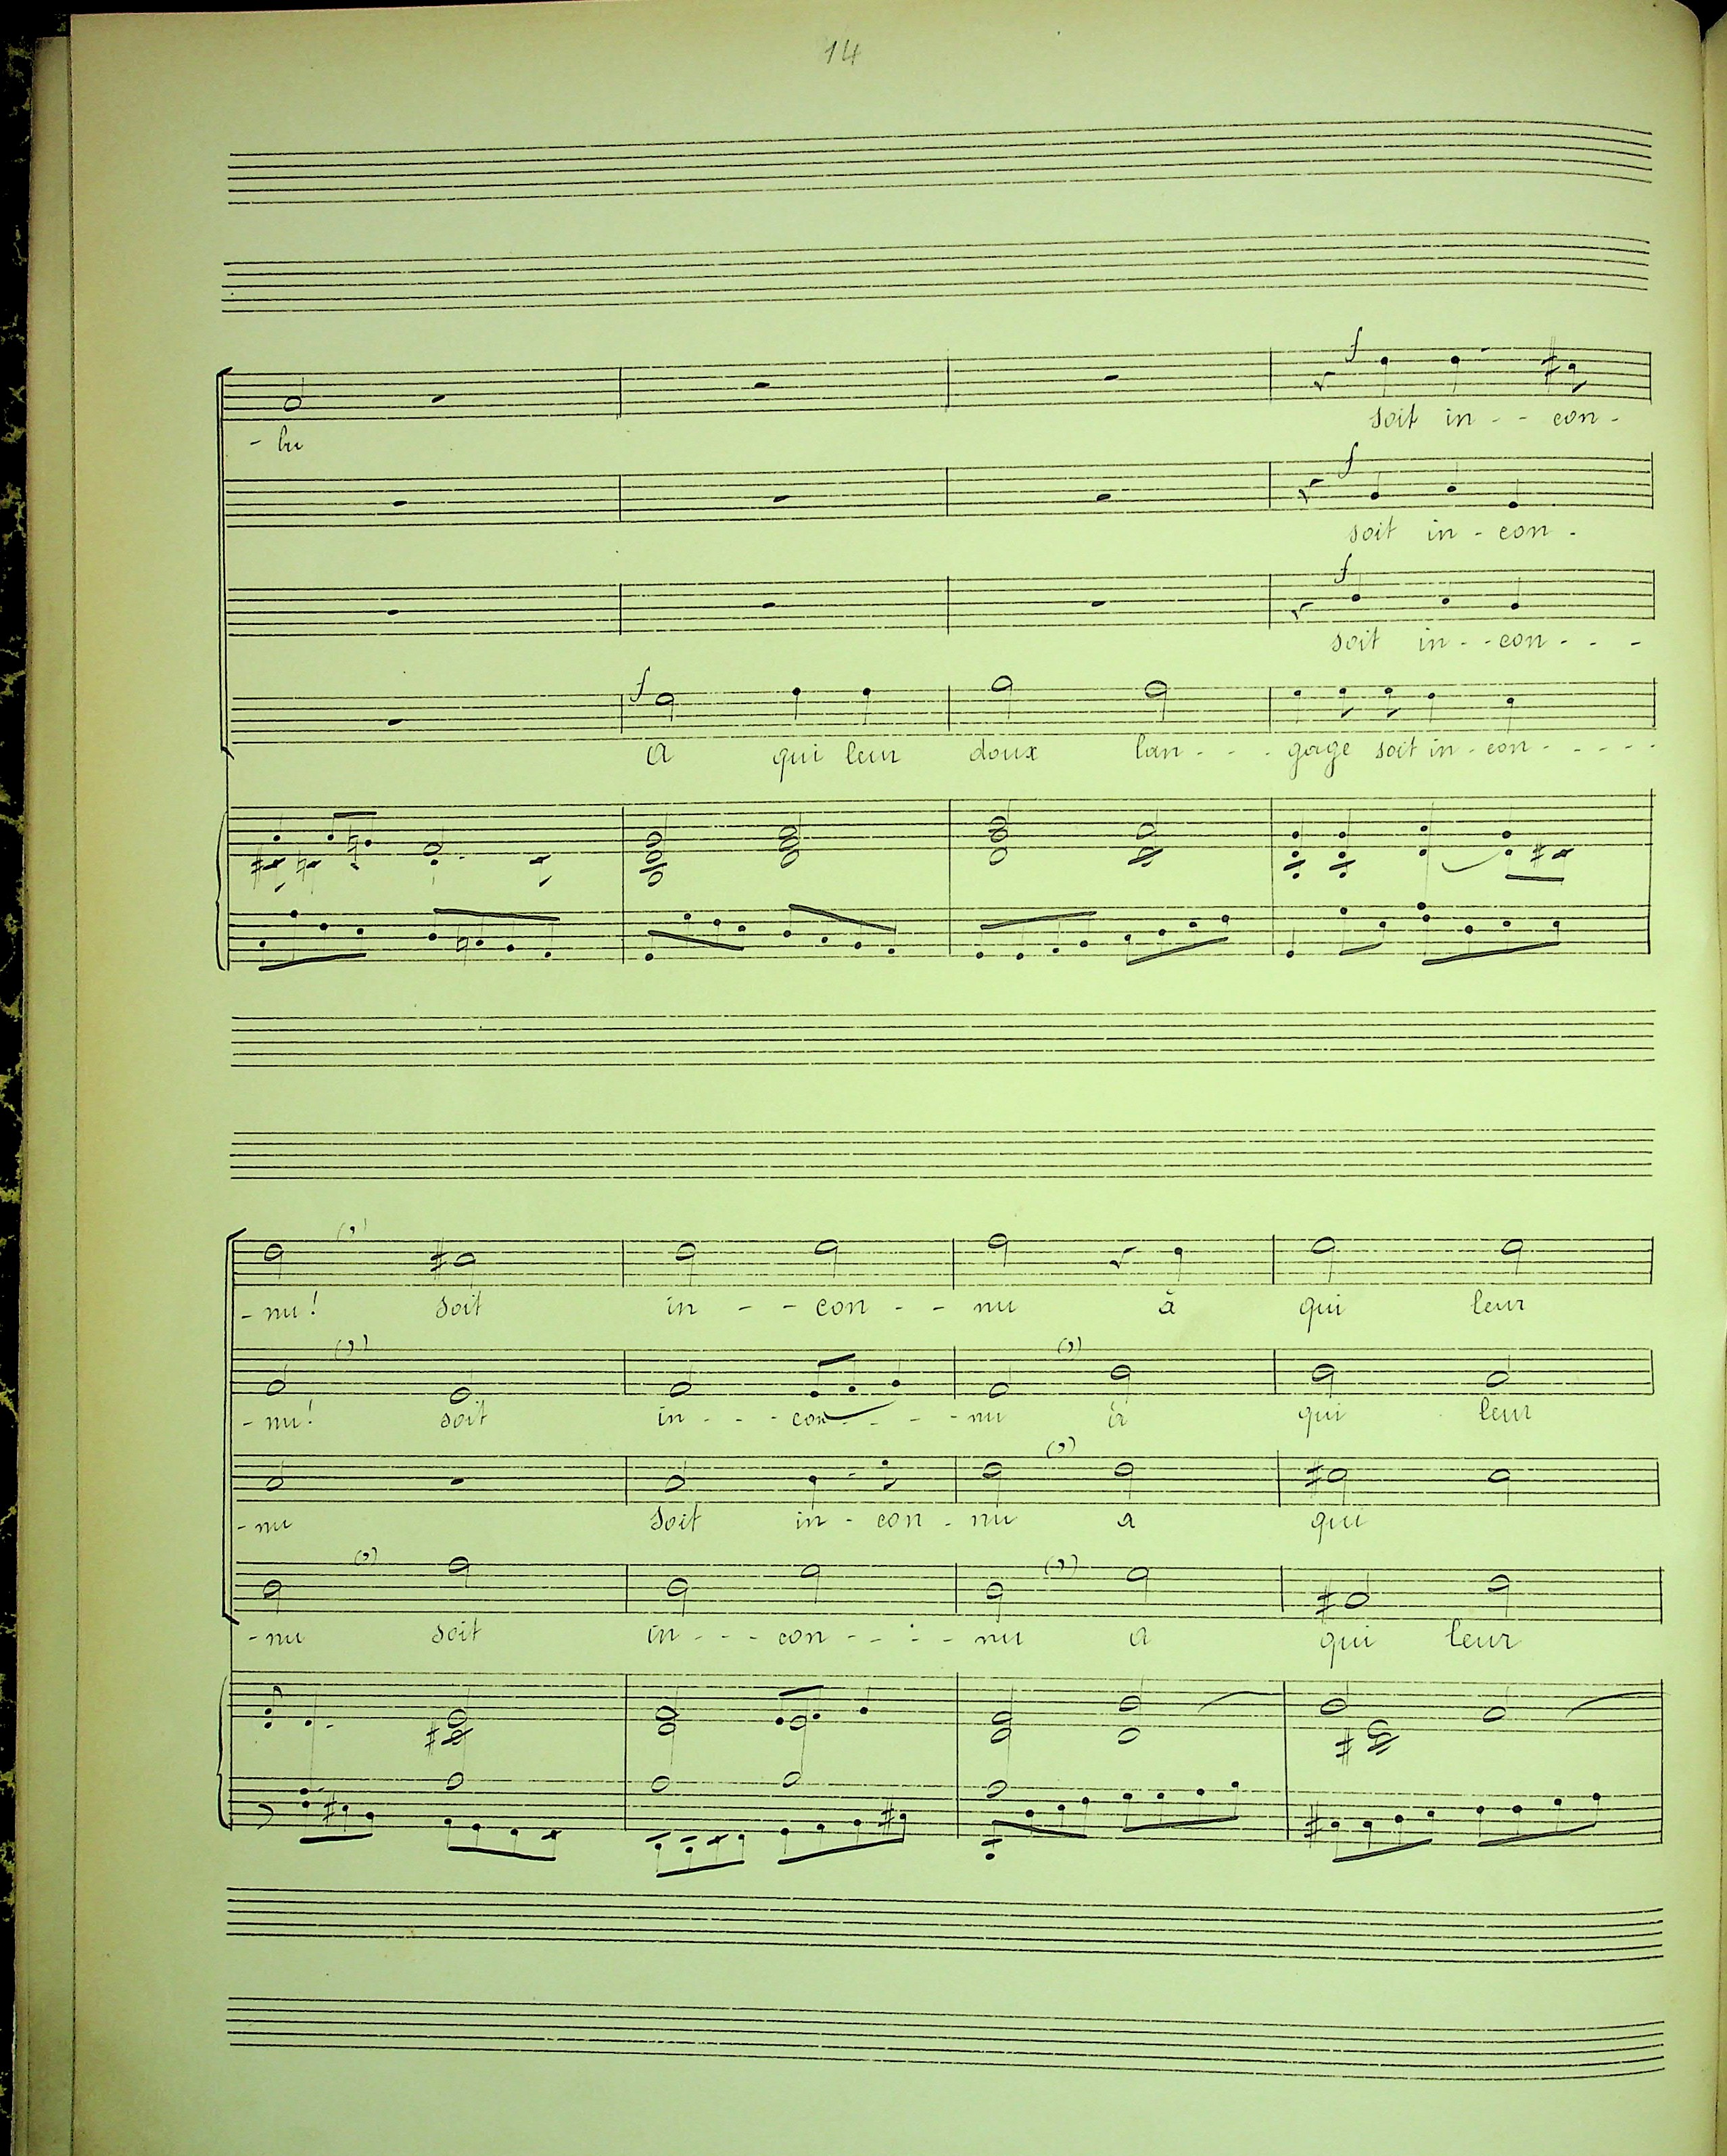 14
f
soit in - - con -
- lu
f
soit in - con -
f
soit in - - con - - -
f
A qui leur doux lan - - - gage soit in - con - - - - -
- nu ! soit in - - con - - nu à qui leur
- nu ! soit in - - - con - - - - nu à qui leur
- nu soit in - con - nu a qui
- nu soit in - - - con - - - - nu a qui leur